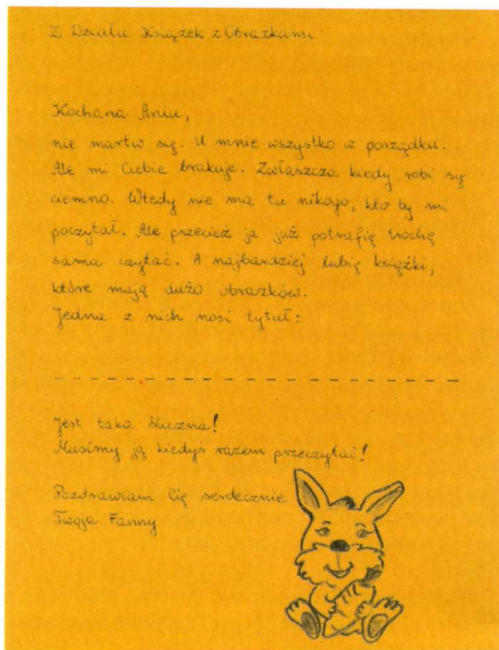 Z Działu Książek z Obrazkami
Kochana Aniu,
nie martw się. U mnie wszystko w porządku.
Ale mi Ciebie brakuje. Zwłaszcza kiedy robi się
ciemno. Wtedy nie ma tu nikogo, kto by mi
poczytał. Ale przecież ja już potrafię trochę
sama czytać. A najbardziej lubię książki,
które mają dużo obrazków.
Jedna z nich nosi tytuł:
Jest taka śliczna!
Musimy ją kiedyś razem przeczytać!
Pozdrawiam Cię serdecznie
Twoja Fanny